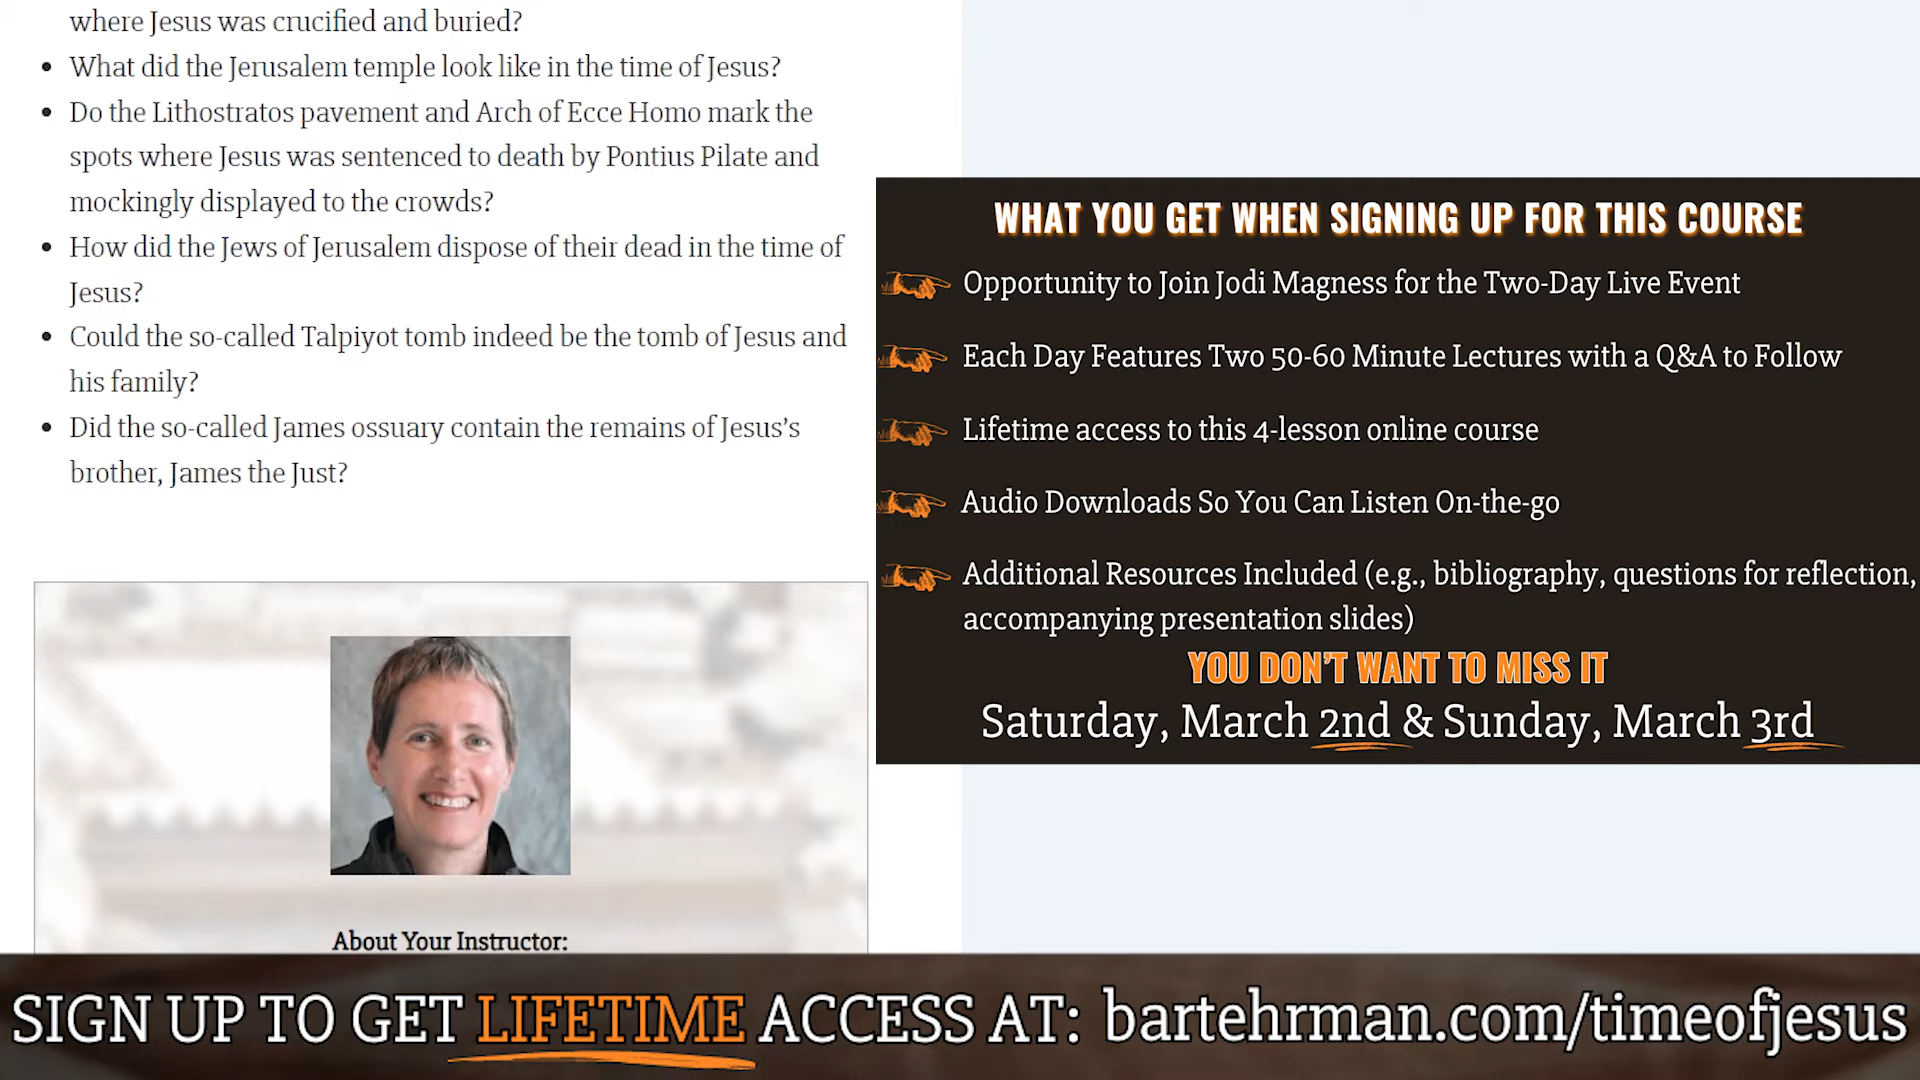 where Jesus was crucified and buried?
• What did the Jerusalem temple look like in the time of Jesus?
• Do the Lithostratos pavement and Arch of Ecce Homo mark the
spots where Jesus was sentenced to death by Pontius Pilate and
mockingly displayed to the crowds?
• How did the Jews of Jerusalem dispose of their dead in the time of
Jesus?
• Could the so-called Talpiyot tomb indeed be the tomb of Jesus and
his family?
• Did the so-called James ossuary contain the remains of Jesus’s
brother, James the Just?
About Your Instructor:
WHAT YOU GET WHEN SIGNING UP FOR THIS COURSE
Opportunity to Join Jodi Magness for the Two-Day Live Event
Each Day Features Two 50-60 Minute Lectures with a Q&A to Follow
Lifetime access to this 4-lesson online course
Audio Downloads So You Can Listen On-the-go
Additional Resources Included (e.g., bibliography, questions for reflection,
accompanying presentation slides)
YOU DON’T WANT TO MISS IT
Saturday, March 2nd & Sunday, March 3rd
SIGN UP TO GET LIFETIME ACCESS AT: bartehrman.com/timeofjesus